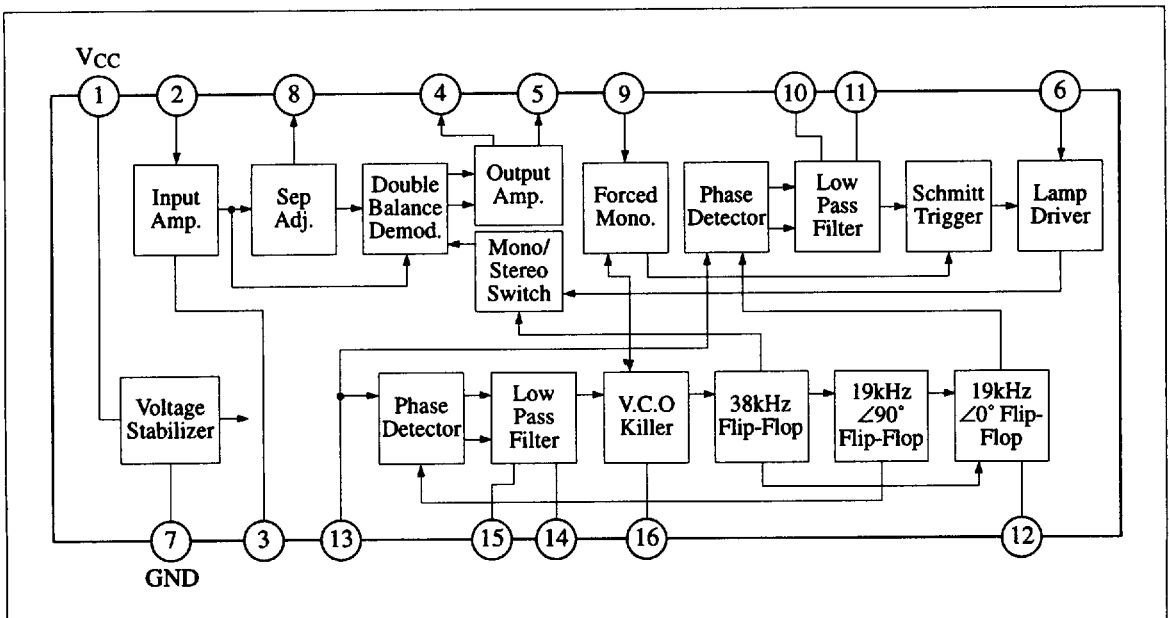 VCC
1
2
8
4
5
9
10
11
6
Input
Amp.
Sep
Adj.
Double
Balance
Demod.
Output
Amp.
Mono/
Stereo
Switch
Forced
Mono.
Phase
Detector
Low
Pass
Filter
Schmitt
Trigger
Lamp
Driver
Voltage
Stabilizer
Phase
Detector
Low
Pass
Filter
V.C.O
Killer
38kHz
Flip-Flop
19kHz
∠90°
Flip-Flop
19kHz
∠0° Flip-
Flop
7
3
13
15
14
16
12
GND